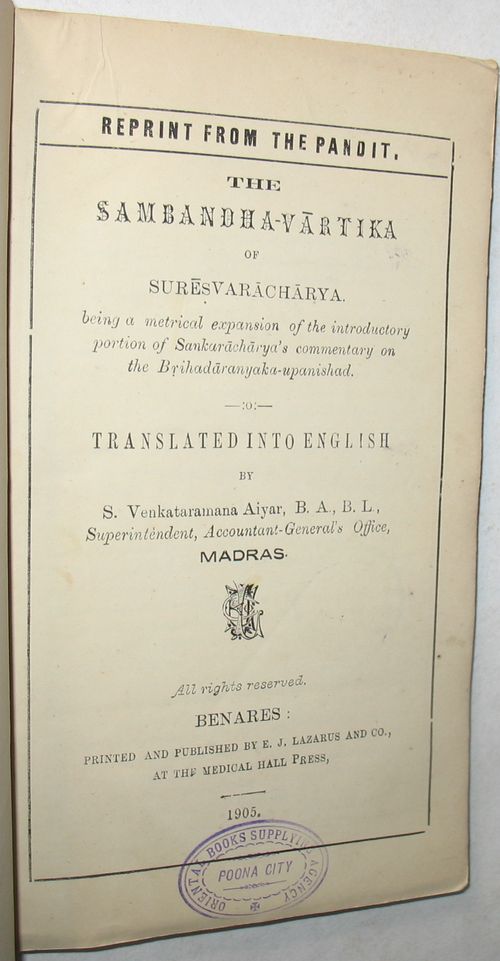 REPRINT FROM THE PANDIT.
THE
SAMBANDHA-VĀRTIKA
OF
SURĒSVARĀCHĀRYA.
being a metrical expansion of the introductory
portion of Sankarāchārya's commentary on
the Bṛihadāranyaka-upanishad.
—:o:—
TRANSLATED INTO ENGLISH
BY
S. Venkataramana Aiyar, B. A., B. L.,
Superinténdent, Accountant-General's Office,
MADRAS.
All rights reserved.
BENARES:
PRINTED AND PUBLISHED BY E. J. LAZARUS AND CO.,
AT THE MEDICAL HALL PRESS,
1905.
ORIENTAL BOOKS SUPPLYING AGENCY
POONA CITY